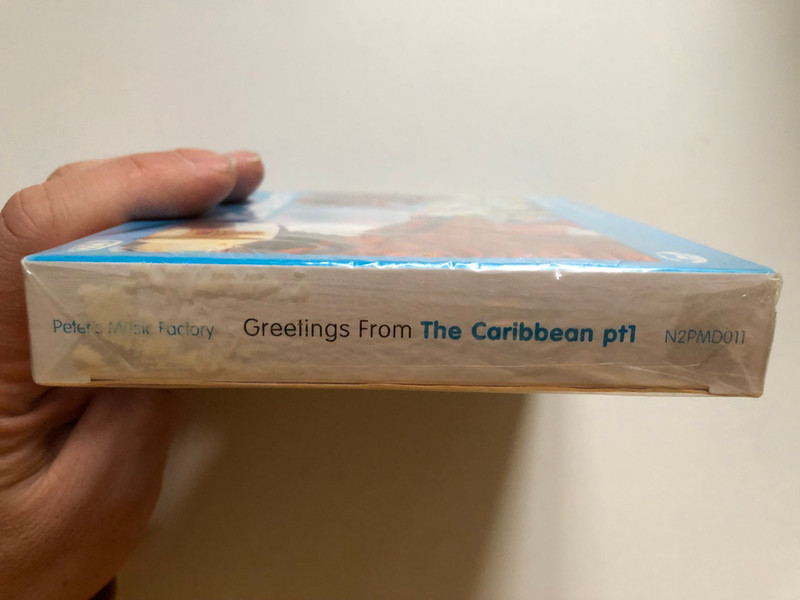 Peter's Music Factory Greetings From The Caribbean pt1 N2PMD011